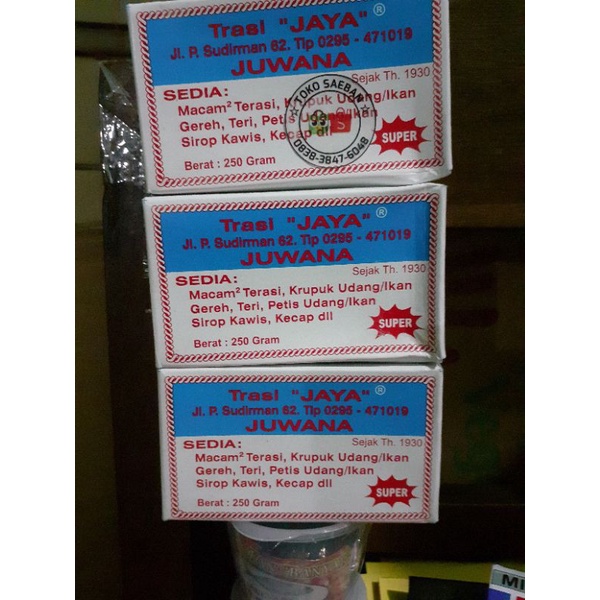 Trasi "JAYA" ®
Jl. P. Sudirman 62. Tlp 0295 - 471019
JUWANA
Sejak Th. 1930
SEDIA:
Macam² Terasi, Krupuk Udang/Ikan
Gereh, Teri, Petis Udang/Ikan
Sirop Kawis, Kecap dll
SUPER
Berat : 250 Gram
TOKO SAEBAN
0838-3847-6048
Trasi "JAYA" ®
Jl. P. Sudirman 62. Tlp 0295 - 471019
JUWANA
Sejak Th. 1930
SEDIA:
Macam² Terasi, Krupuk Udang/Ikan
Gereh, Teri, Petis Udang/Ikan
Sirop Kawis, Kecap dll
SUPER
Berat : 250 Gram
Trasi "JAYA" ®
Jl. P. Sudirman 62. Tlp 0295 - 471019
JUWANA
Sejak Th. 1930
SEDIA:
Macam² Terasi, Krupuk Udang/Ikan
Gereh, Teri, Petis Udang/Ikan
Sirop Kawis, Kecap dll
SUPER
Berat : 250 Gram